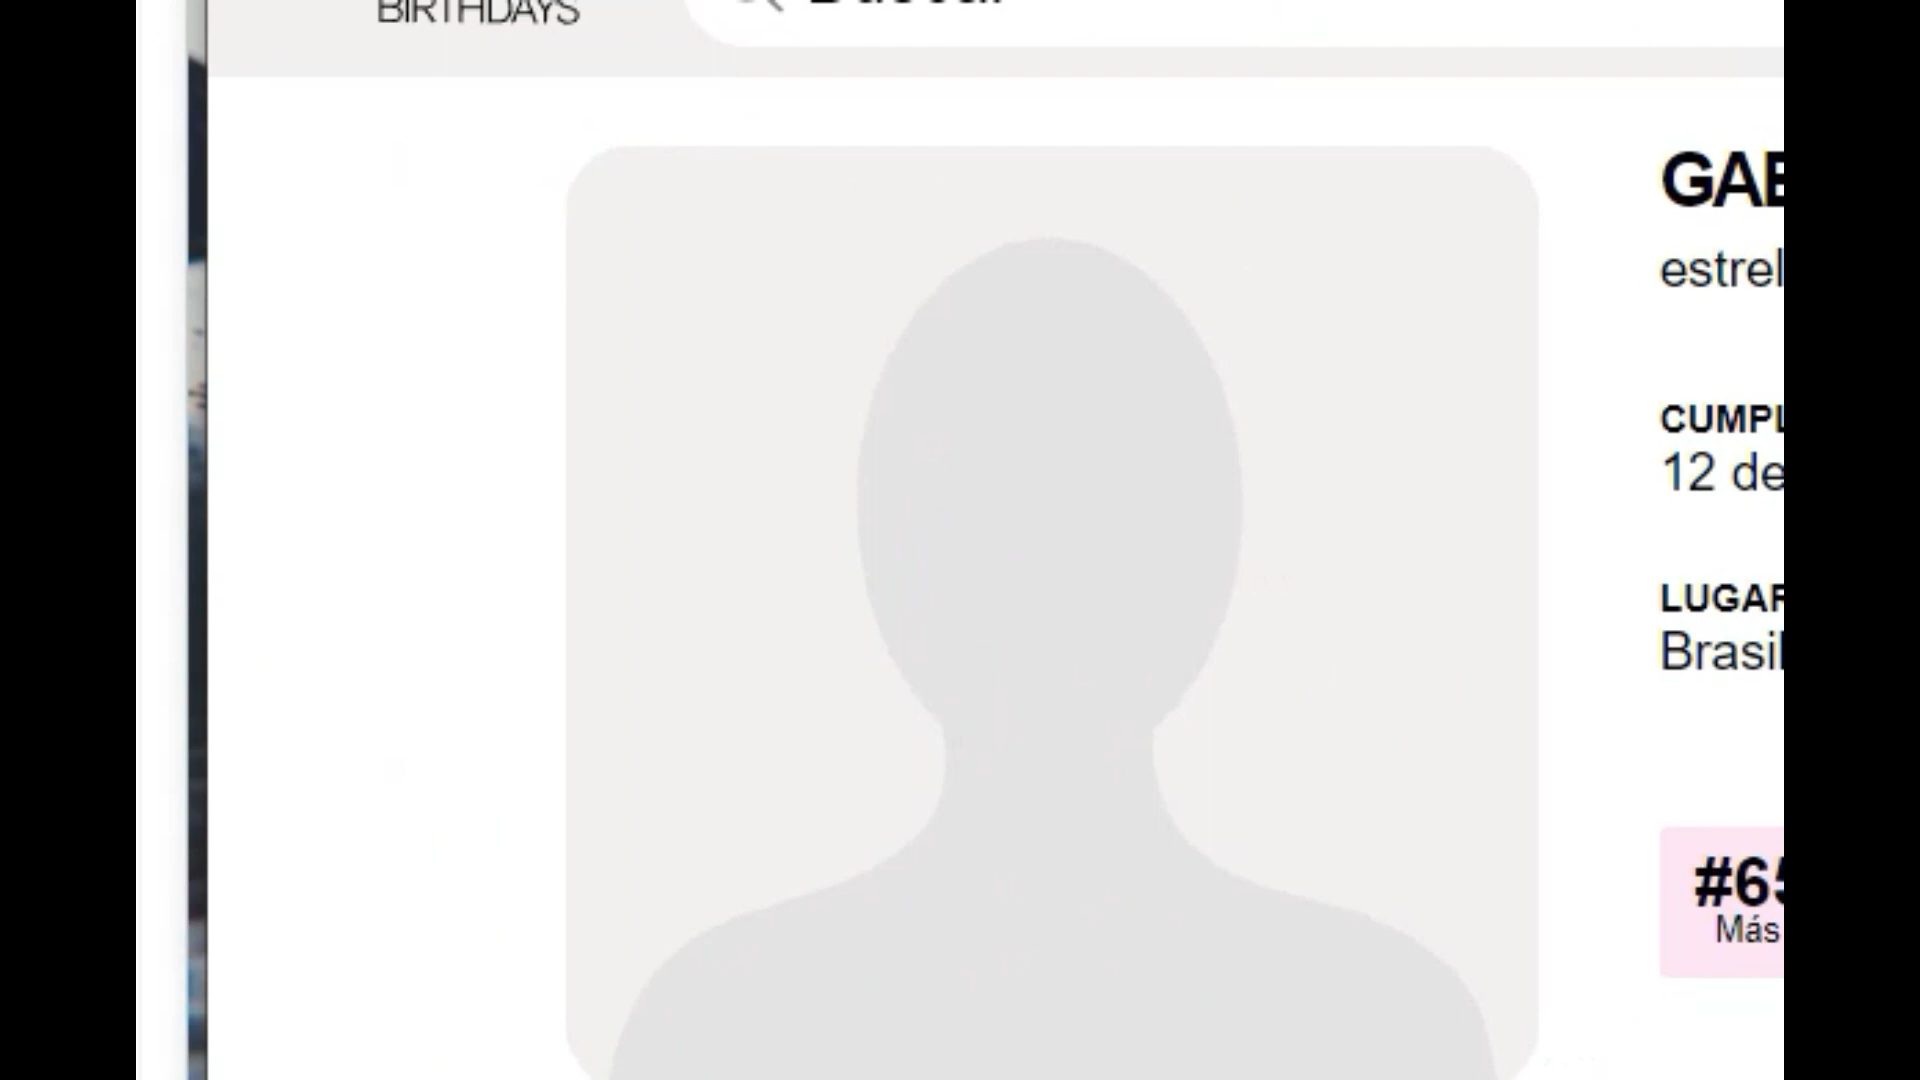 BIRTHDAYS
GAB
estrel
CUMPL
12 de
LUGAR
Brasil
#65
Más